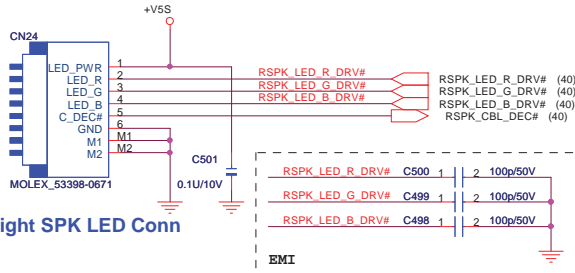 +V5S
CN24
LED_PWR 1
LED_R 2 RSPK_LED_R_DRV# RSPK_LED_R_DRV# (40)
LED_G 3 RSPK_LED_G_DRV# RSPK_LED_G_DRV# (40)
LED_B 4 RSPK_LED_B_DRV# RSPK_LED_B_DRV# (40)
C_DEC# 5 RSPK_CBL_DEC# (40)
GND 6
M1 M1
M2 M2
MOLEX_53398-0671
C501
0.1U/10V
RSPK_LED_R_DRV# C500 1 2 100p/50V
RSPK_LED_G_DRV# C499 1 2 100p/50V
RSPK_LED_B_DRV# C498 1 2 100p/50V
ight SPK LED Conn
EMI